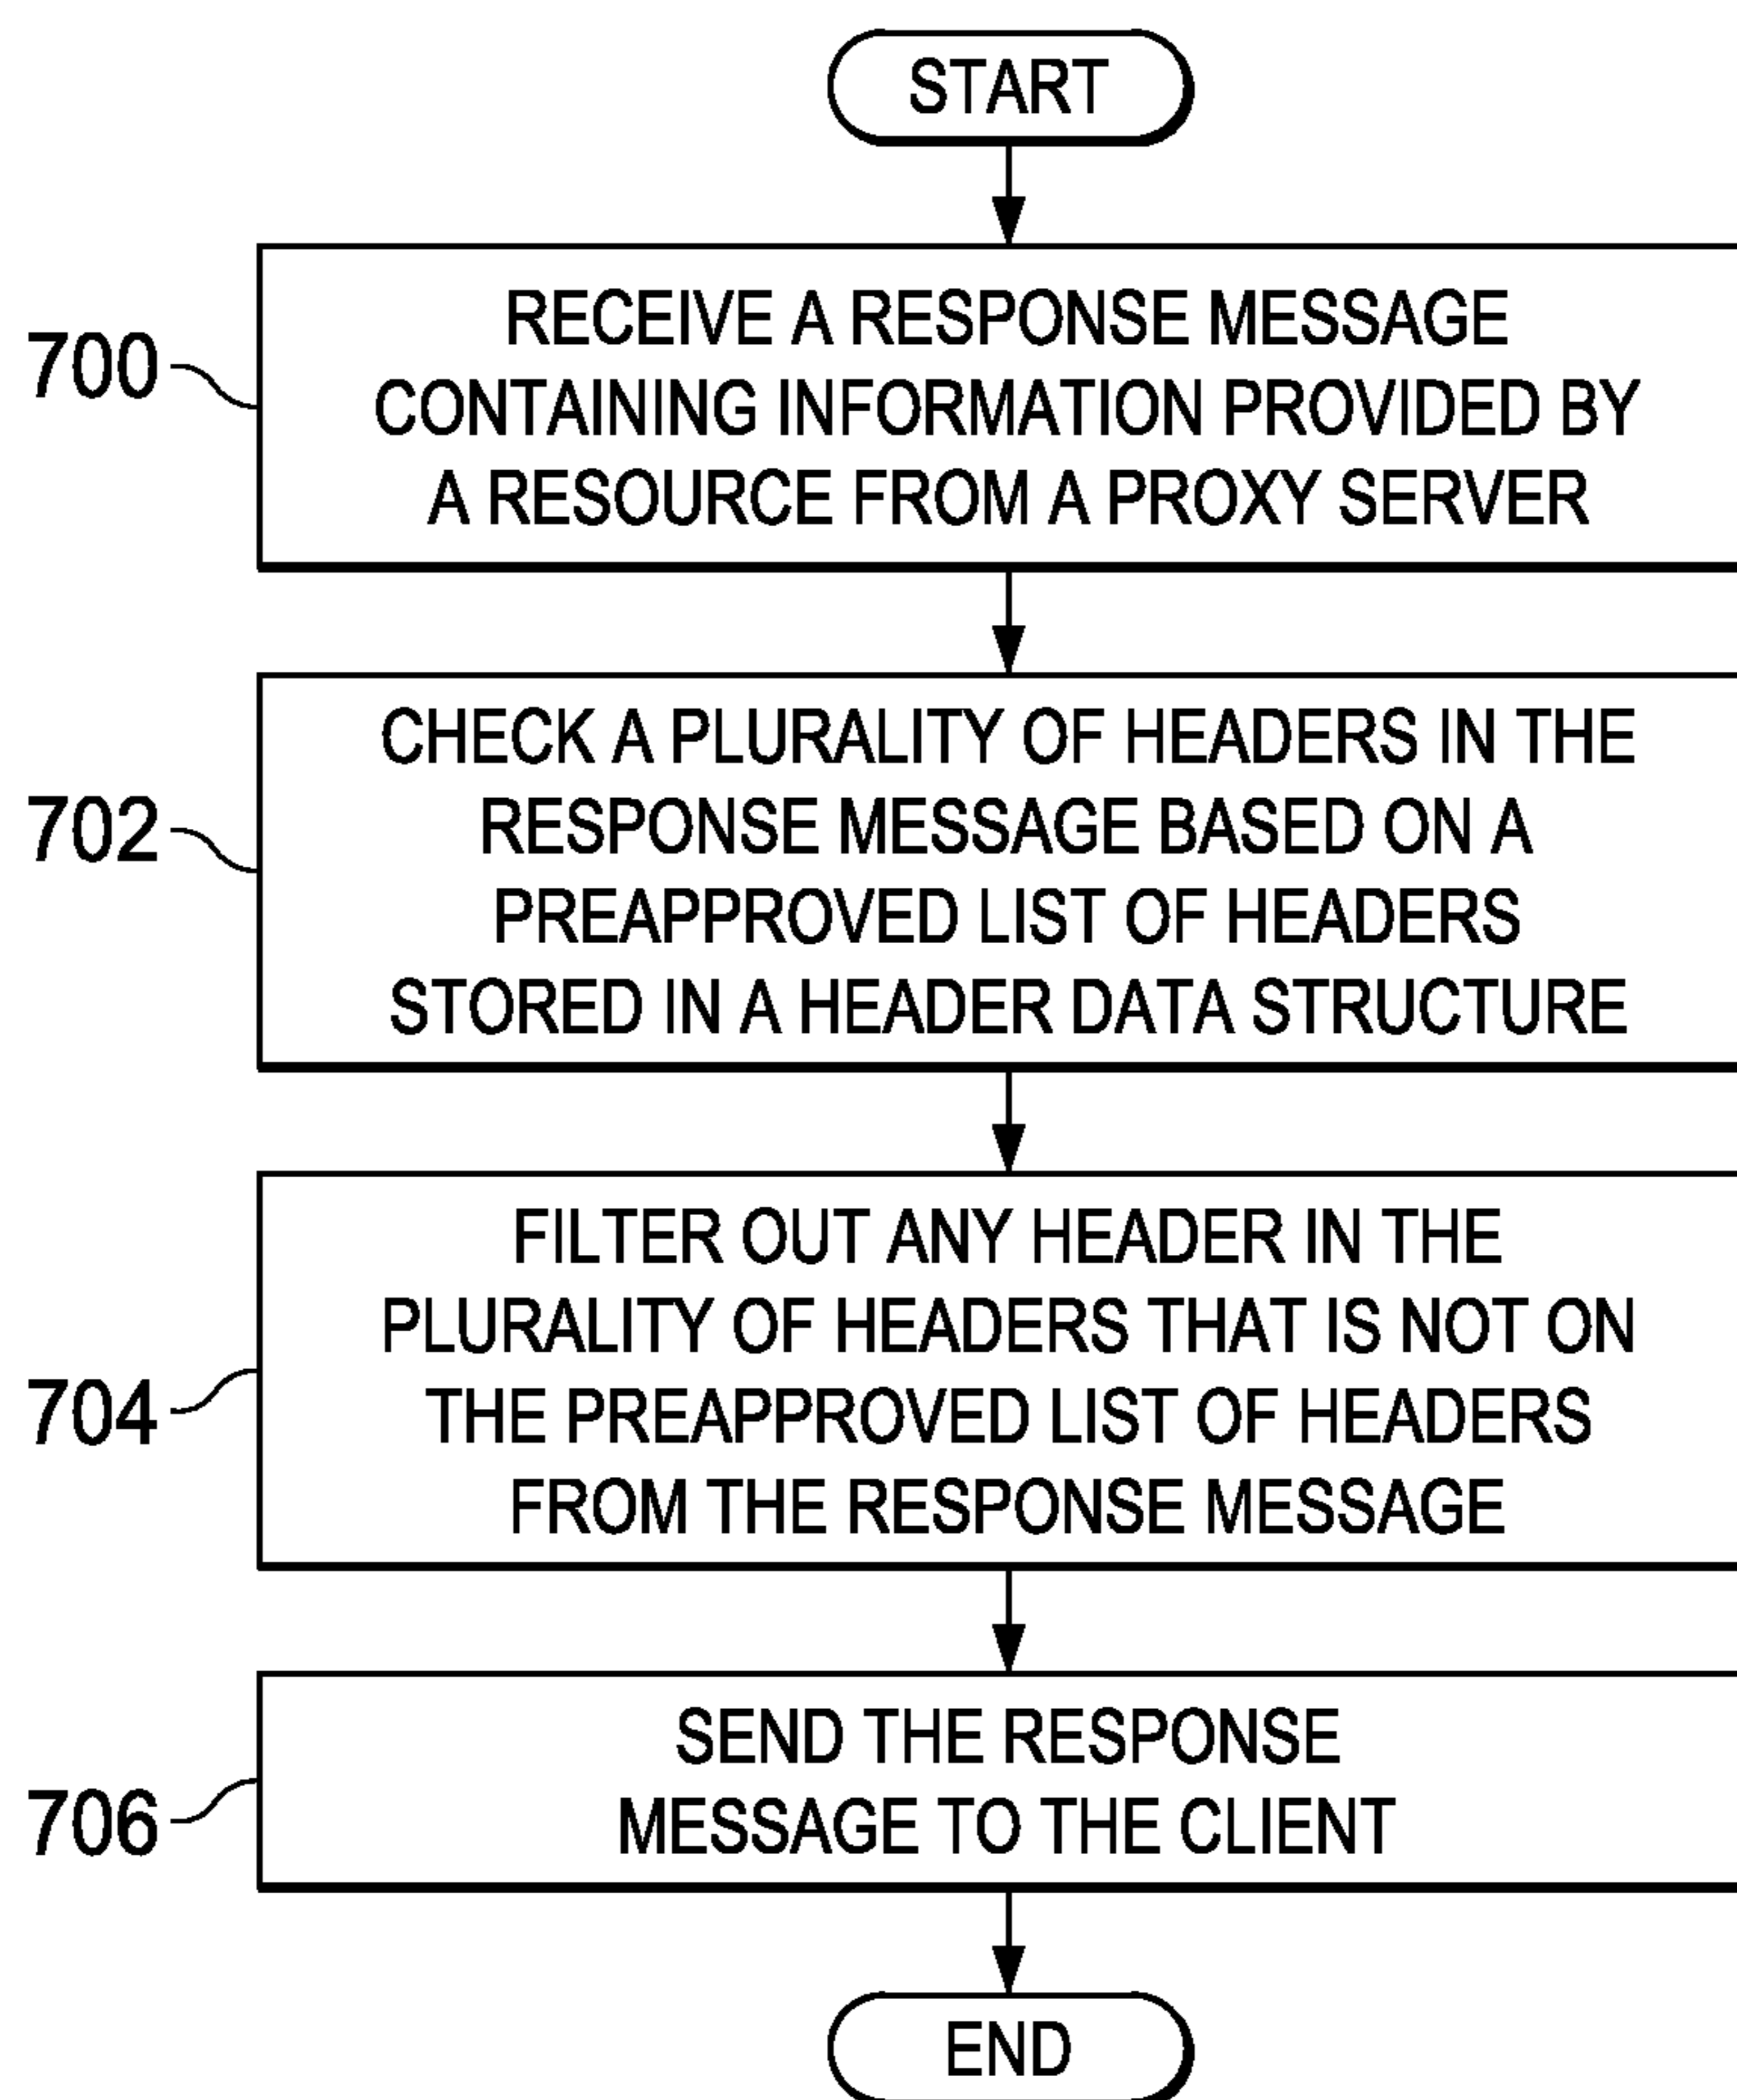 START
700
RECEIVE A RESPONSE MESSAGE
CONTAINING INFORMATION PROVIDED BY
A RESOURCE FROM A PROXY SERVER
702
CHECK A PLURALITY OF HEADERS IN THE
RESPONSE MESSAGE BASED ON A
PREAPPROVED LIST OF HEADERS
STORED IN A HEADER DATA STRUCTURE
704
FILTER OUT ANY HEADER IN THE
PLURALITY OF HEADERS THAT IS NOT ON
THE PREAPPROVED LIST OF HEADERS
FROM THE RESPONSE MESSAGE
706
SEND THE RESPONSE
MESSAGE TO THE CLIENT
END